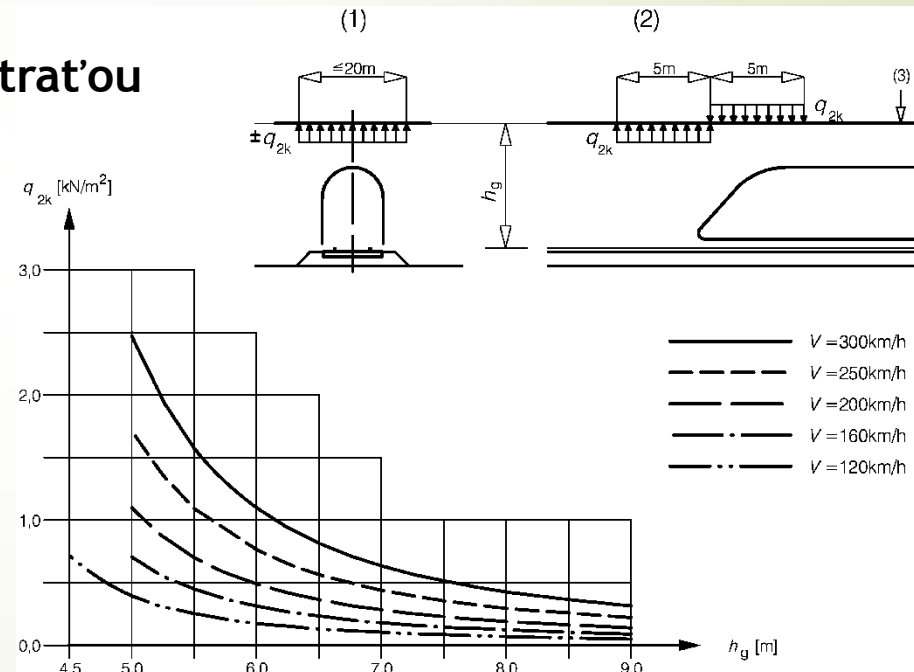 (1)
(2)
trať'ou
≤20m
5m
5m
(3)
±q2k
q2k
q2k
hg
q2k [kN/m²]
3,0
2,0
1,0
0,0
4,5
5,0
6,0
7,0
8,0
9,0
hg [m]
V =300km/h
V =250km/h
V =200km/h
V =160km/h
V =120km/h